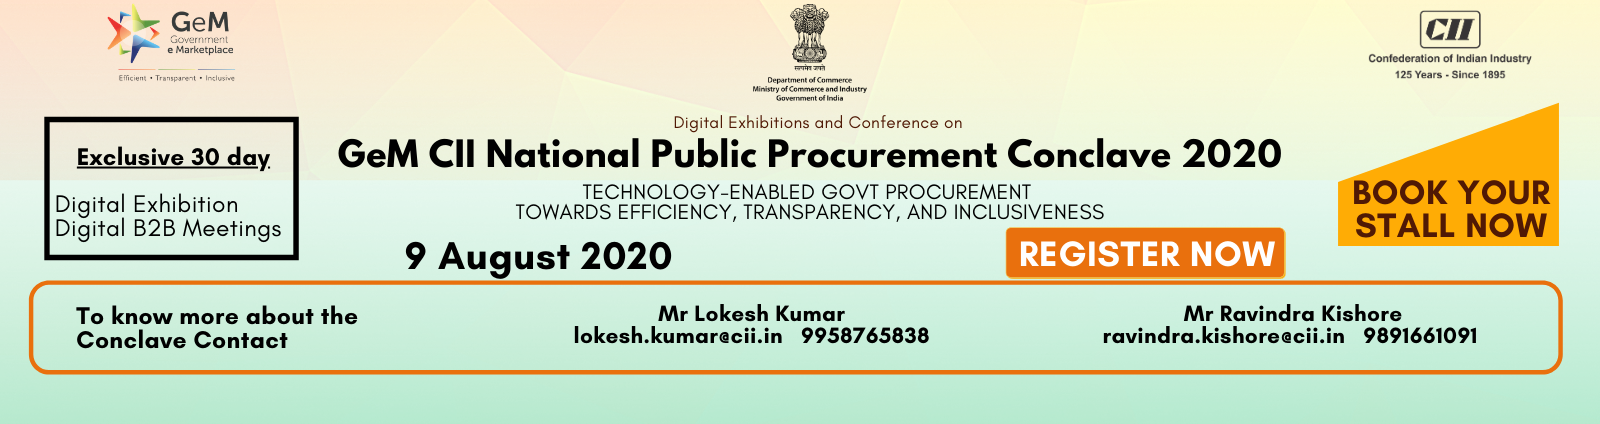 GeM
Government
e Marketplace
Efficient • Transparent • Inclusive
सत्यमेव जयते
Department of Commerce
Ministry of Commerce and Industry
Government of India
CII
Confederation of Indian Industry
125 Years - Since 1895
Exclusive 30 day
Digital Exhibition
Digital B2B Meetings
Digital Exhibitions and Conference on
GeM CII National Public Procurement Conclave 2020
TECHNOLOGY-ENABLED GOVT PROCUREMENT
TOWARDS EFFICIENCY, TRANSPARENCY, AND INCLUSIVENESS
9 August 2020
REGISTER NOW
BOOK YOUR
STALL NOW
To know more about the
Conclave Contact
Mr Lokesh Kumar
lokesh.kumar@cii.in 9958765838
Mr Ravindra Kishore
ravindra.kishore@cii.in 9891661091